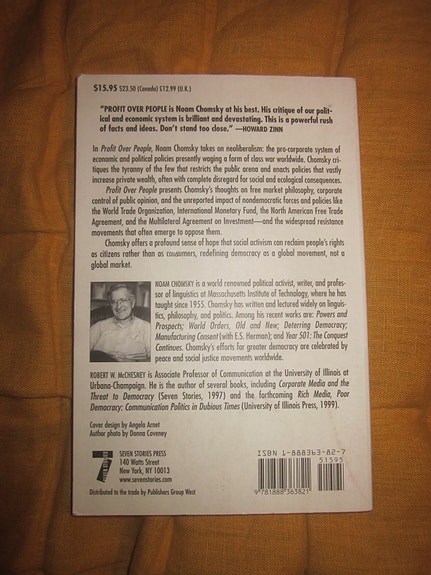 $15.95 $23.50 (Canada) £12.99 (U.K.)
"PROFIT OVER PEOPLE is Noam Chomsky at his best. His critique of our polit-
ical and economic system is brilliant and devastating. This is a powerful rush
of facts and ideas. Don't stand too close." —HOWARD ZINN
In Profit Over People, Noam Chomsky takes on neoliberalism: the pro-corporate system of
economic and political policies presently waging a form of class war worldwide. Chomsky cri-
tiques the tyranny of the few that restricts the public arena and enacts policies that vastly
increase private wealth, often with complete disregard for social and ecological consequences.
Profit Over People presents Chomsky's thoughts on free market philosophy, corporate
control of public opinion, and the unreported impact of nondemocratic forces and policies like
the World Trade Organization, International Monetary Fund, the North American Free Trade
Agreement, and the Multilateral Agreement on Investment—and the widespread resistance
movements that often emerge to oppose them.
Chomsky offers a profound sense of hope that social activism can reclaim people's rights
as citizens rather than as consumers, redefining democracy as a global movement, not a
global market.
NOAM CHOMSKY is a world renowned political activist, writer, and profes-
sor of linguistics at Massachusetts Institute of Technology, where he has
taught since 1955. Chomsky has written and lectured widely on linguis-
tics, philosophy, and politics. Among his recent works are: Powers and
Prospects; World Orders, Old and New; Deterring Democracy;
Manufacturing Consent (with E.S. Herman); and Year 501: The Conquest
Continues. Chomsky's efforts for greater democracy are celebrated by
peace and social justice movements worldwide.
ROBERT W. McCHESNEY is Associate Professor of Communication at the University of Illinois at
Urbana-Champaign. He is the author of several books, including Corporate Media and the
Threat to Democracy (Seven Stories, 1997) and the forthcoming Rich Media, Poor
Democracy: Communication Politics in Dubious Times (University of Illinois Press, 1999).
Cover design by Angelo Arnet
Author photo by Donna Coveney
7
SEVEN STORIES
SEVEN STORIES PRESS
140 Watts Street
New York, NY 10013
www.sevenstories.com
Distributed to the trade by Publishers Group West
ISBN 1-888363-82-7
51595
9 781888 363821